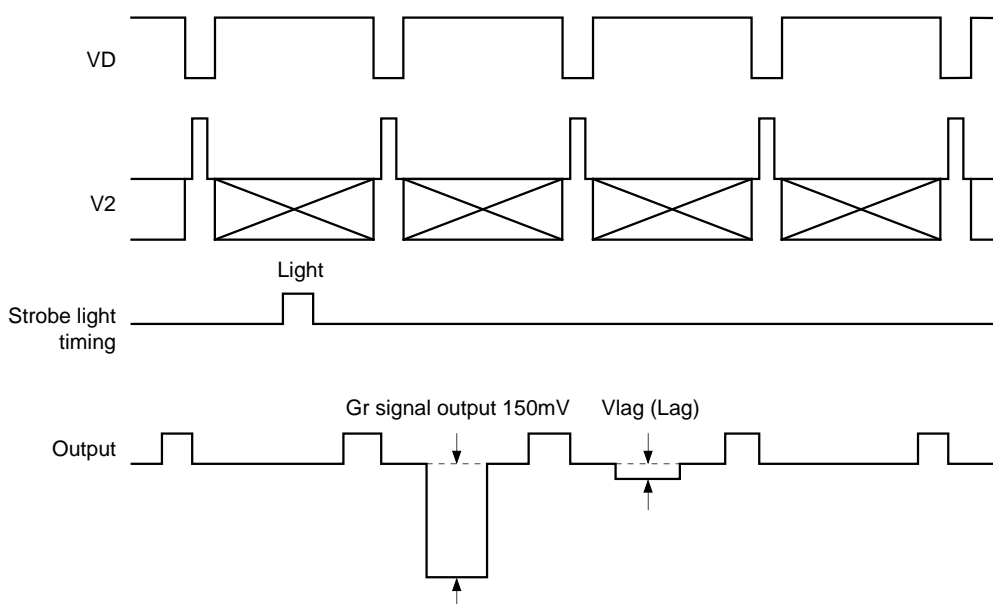 VD
V2
Light
Strobe light
timing
Gr signal output 150mV
Vlag (Lag)
Output